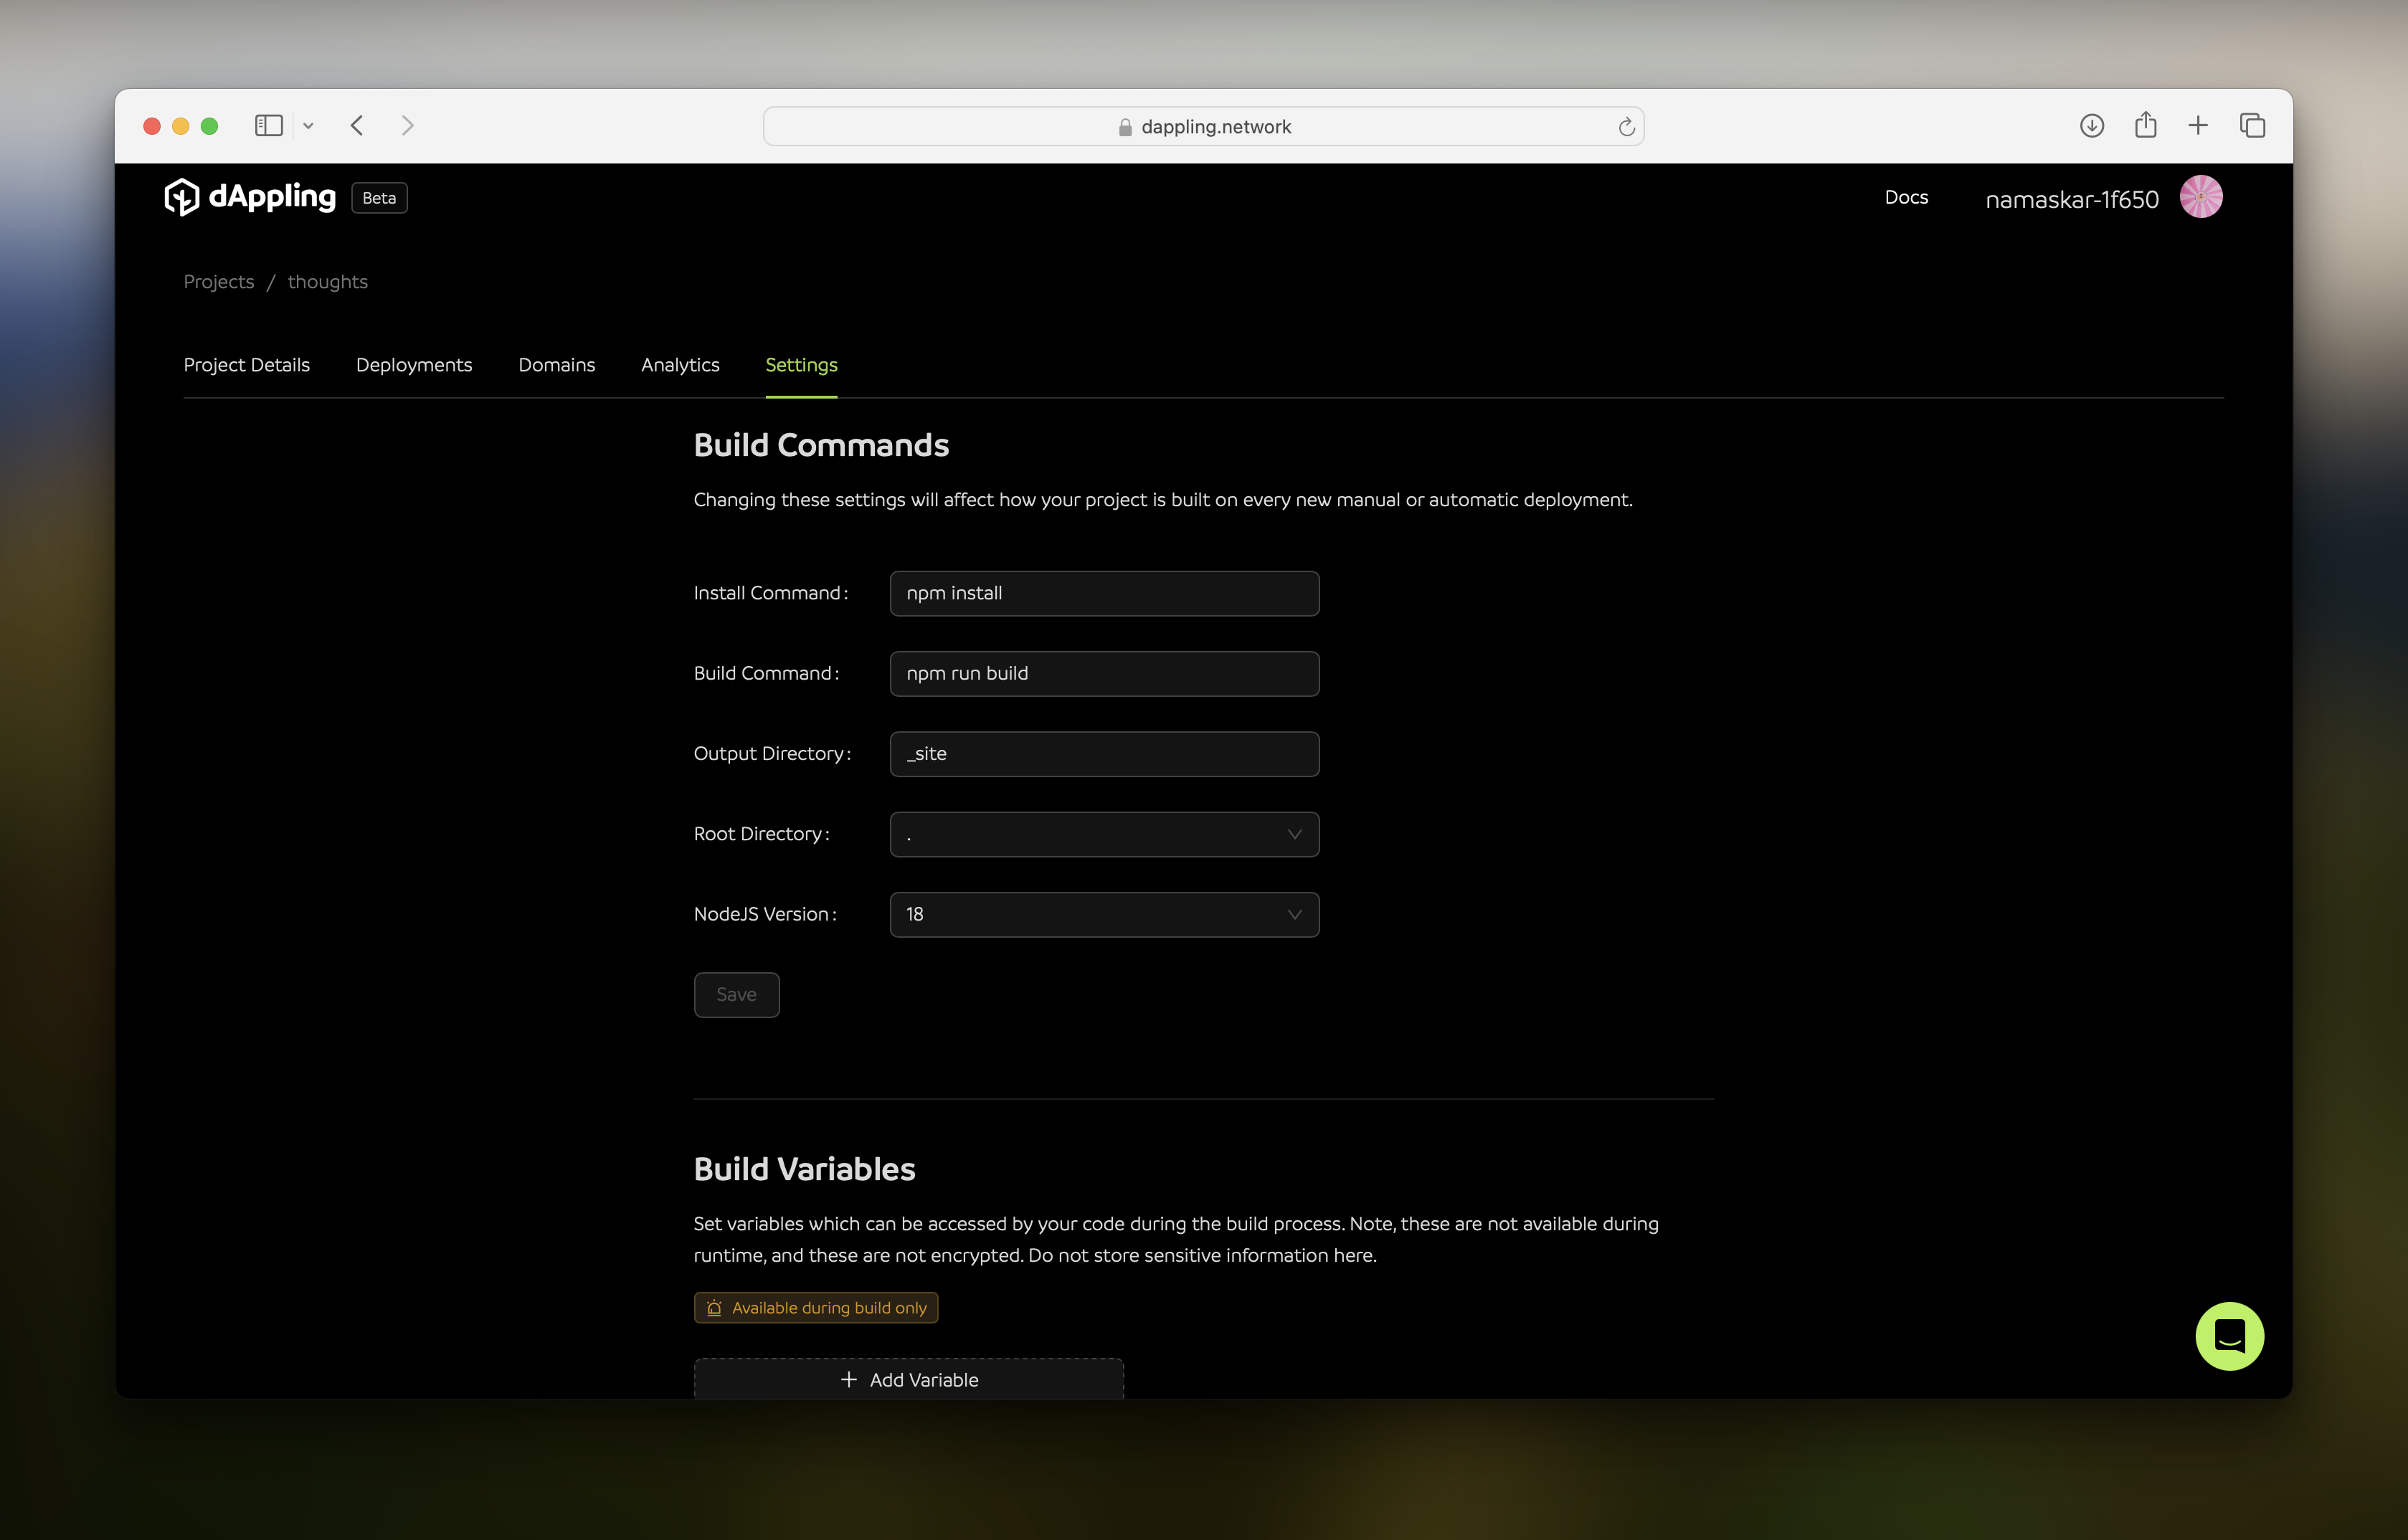 dappling.network
dAppling Beta
Docs
namaskar-1f650
Projects / thoughts
Project Details
Deployments
Domains
Analytics
Settings
Build Commands
Changing these settings will affect how your project is built on every new manual or automatic deployment.
Install Command: npm install
Build Command: npm run build
Output Directory: _site
Root Directory: .
NodeJS Version: 18
Save
Build Variables
Set variables which can be accessed by your code during the build process. Note, these are not available during
runtime, and these are not encrypted. Do not store sensitive information here.
Available during build only
+ Add Variable